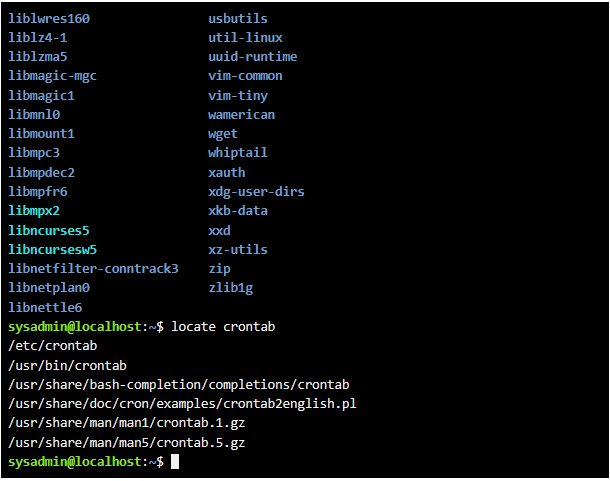 liblwres160 usbutils
liblz4-1 util-linux
liblzma5 uuid-runtime
libmagic-mgc vim-common
libmagic1 vim-tiny
libmnl0 wamerican
libmount1 wget
libmpc3 whiptail
libmpdec2 xauth
libmpfr6 xdg-user-dirs
libmpx2 xkb-data
libncurses5 xxd
libncursesw5 xz-utils
libnetfilter-conntrack3 zip
libnetplan0 zlib1g
libnettle6
sysadmin@localhost:~$ locate crontab
/etc/crontab
/usr/bin/crontab
/usr/share/bash-completion/completions/crontab
/usr/share/doc/cron/examples/crontab2english.pl
/usr/share/man/man1/crontab.1.gz
/usr/share/man/man5/crontab.5.gz
sysadmin@localhost:~$